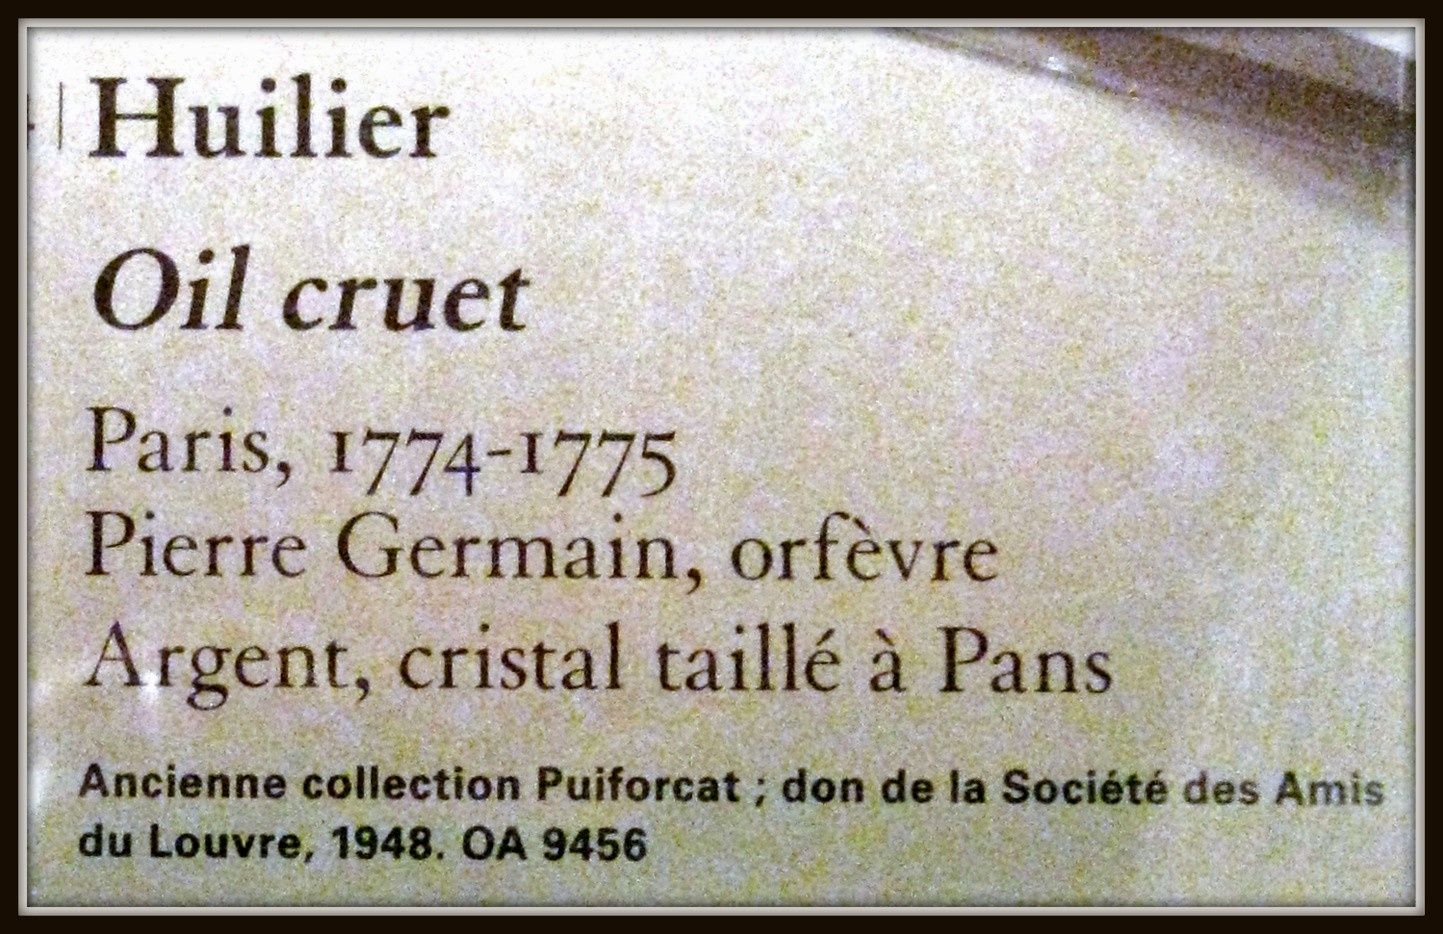 Huilier
Oil cruet
Paris, 1774-1775
Pierre Germain, orfèvre
Argent, cristal taillé à Pans
Ancienne collection Puiforcat ; don de la Société des Amis
du Louvre, 1948. OA 9456